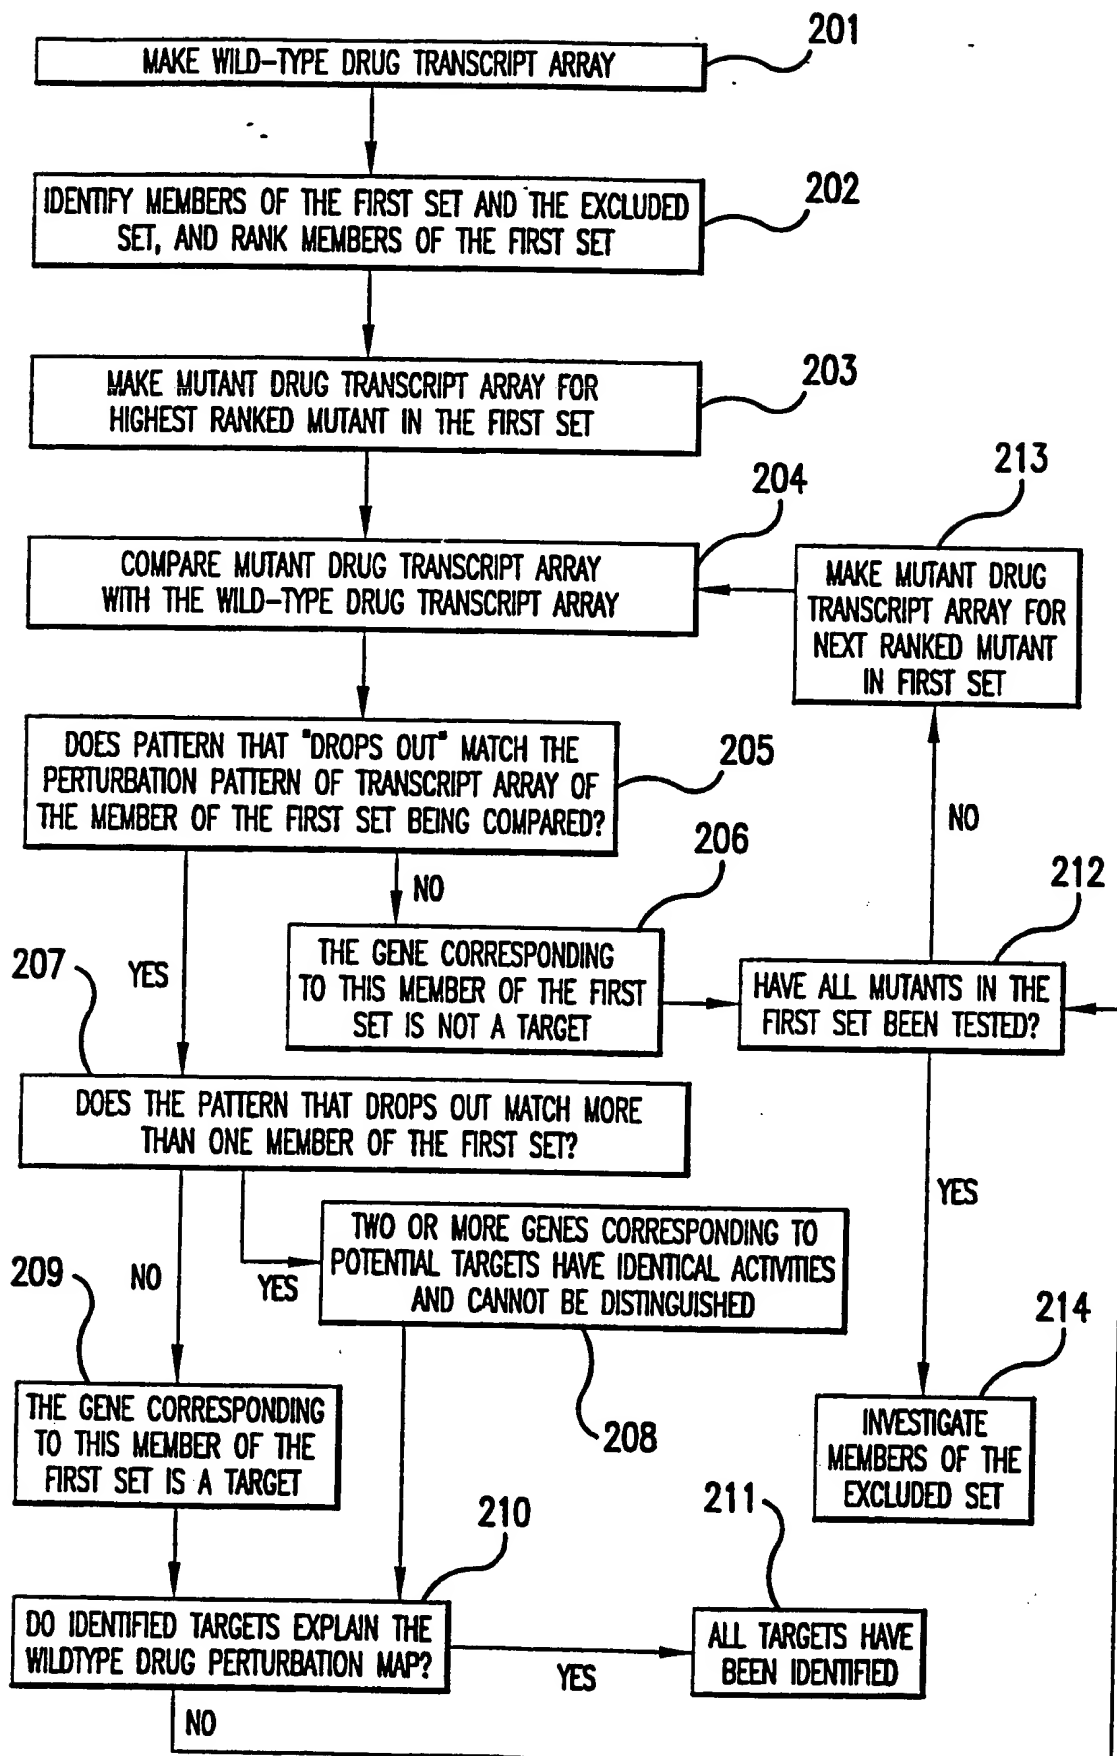 201
MAKE WILD-TYPE DRUG TRANSCRIPT ARRAY
202
IDENTIFY MEMBERS OF THE FIRST SET AND THE EXCLUDED
SET, AND RANK MEMBERS OF THE FIRST SET
203
MAKE MUTANT DRUG TRANSCRIPT ARRAY FOR
HIGHEST RANKED MUTANT IN THE FIRST SET
204
COMPARE MUTANT DRUG TRANSCRIPT ARRAY
WITH THE WILD-TYPE DRUG TRANSCRIPT ARRAY
213
MAKE MUTANT DRUG
TRANSCRIPT ARRAY FOR
NEXT RANKED MUTANT
IN FIRST SET
205
DOES PATTERN THAT "DROPS OUT" MATCH THE
PERTURBATION PATTERN OF TRANSCRIPT ARRAY OF
THE MEMBER OF THE FIRST SET BEING COMPARED?
NO
206
NO
THE GENE CORRESPONDING
TO THIS MEMBER OF THE FIRST
SET IS NOT A TARGET
212
HAVE ALL MUTANTS IN THE
FIRST SET BEEN TESTED?
207
YES
DOES THE PATTERN THAT DROPS OUT MATCH MORE
THAN ONE MEMBER OF THE FIRST SET?
YES
NO
YES
TWO OR MORE GENES CORRESPONDING TO
POTENTIAL TARGETS HAVE IDENTICAL ACTIVITIES
AND CANNOT BE DISTINGUISHED
208
209
THE GENE CORRESPONDING
TO THIS MEMBER OF THE
FIRST SET IS A TARGET
214
INVESTIGATE
MEMBERS OF THE
EXCLUDED SET
210
DO IDENTIFIED TARGETS EXPLAIN THE
WILDTYPE DRUG PERTURBATION MAP?
YES
211
ALL TARGETS HAVE
BEEN IDENTIFIED
NO